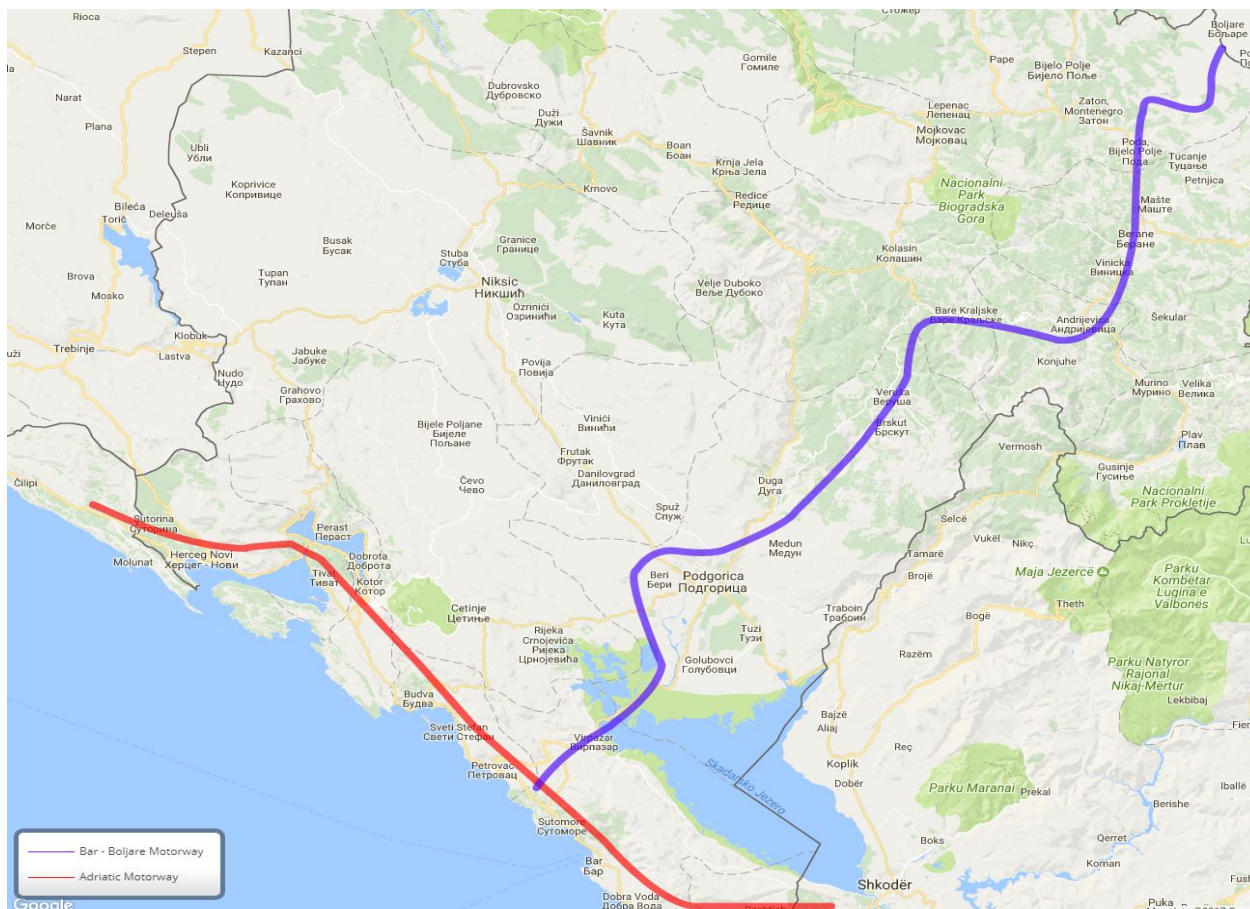 Rioca
Stepen
Kazanci
Стожер
Boljare
Бољаре
Gomile
Гомиле
Pape
Bijelo Polje
Бијело Поље
Narat
Plana
Dubrovsko
Дубровско
Duži
Дужи
Šavnik
Шавник
Lepenac
Лепенац
Mojkovac
Мојковац
Zaton,
Montenegro
Затон
Ubli
Убли
Boan
Боан
Krnja Jela
Крња Јела
Poda,
Bijelo Polje
Пода
Tucanje
Туцање
Petnjica
Koprivice
Копривице
Krnovo
Redice
Редице
Nacionalni
Park
Biogradska
Gora
Bileća
Torič
Deleuša
Morče
Mašte
Маште
Busak
Бусак
Stuba
Стуба
Granice
Границе
Kolasin
Колашин
Berane
Беране
Vinicka
Виницка
Brova
Mosko
Tupan
Тупан
Niksic
Никшић
Ozrinići
Озринићи
Kuta
Кута
Velje Duboko
Веље Дубоко
Bare Kraljske
Баре Краљске
Andrijevica
Андријевица
Šekular
Klobuk
Trebinje
Lastva
Jabuke
Јабуке
Nudo
Нудо
Grahovo
Грахово
Povija
Повија
Konjuhe
Murino
Мурино
Velika
Велика
Veruša
Веруша
Brskut
Брскут
Bijele Poljane
Бијеле
Пољане
Vinići
Винићи
Vermosh
Plav
Плав
Gusinje
Гусиње
Frutak
Фрутак
Danilovgrad
Даниловград
Čilipi
Čevo
Чево
Duga
Дуга
Nacionalni
Park Prokletije
Spuž
Спуж
Selcë
Sutorina
Суторина
Perast
Пераст
Vukël
Nikç
Medun
Медун
Tamarë
Molunat
Herceg Novi
Херцег - Нови
Dobrota
Доброта
Tivat
Тиват
Kotor
Котор
Beri
Бери
Podgorica
Подгорица
Brojë
Maja Jezercë
Parku
Kombëtar
Lugina e
Valbonës
Theth
Cetinje
Цетиње
Traboin
Трабоин
Bogë
Rijeka
Crnojevića
Ријека
Црнојевића
Tuzi
Тузи
Razëm
Golubovci
Голубовци
Parku Natyror
Rajonal
Nikaj-Mërtur
Budva
Будва
Lekbibaj
Sveti Stefan
Свети Стефан
Virpazar
Вирпазар
Bajzë
Aliaj
Reç
Petrovac
Петровац
Skadarsko Jezero
Koplik
Dobër
Parku Maranai
Prekal
Iballë
Berishe
Sutomore
Сутоморе
Boks
Qerret
Koman
Bar
Бар
Shkodër
Dobra Voda
Добра Вода
Puka
Bar - Boljare Motorway
Adriatic Motorway
Google